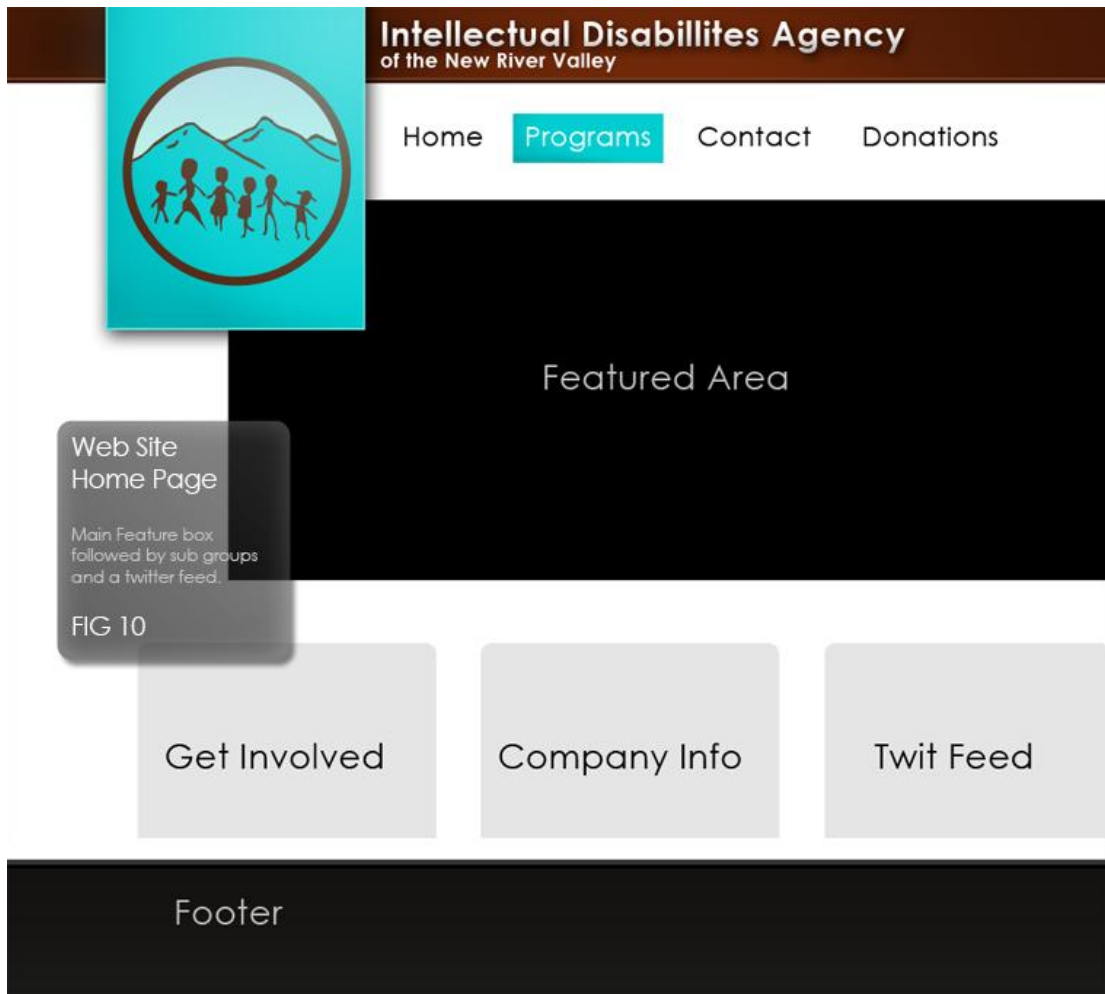 Intellectual Disabillites Agency
of the New River Valley
Home Programs Contact Donations
Featured Area
Web Site
Home Page
Main Feature box
followed by sub groups
and a twitter feed.
FIG 10
Get Involved Company Info Twit Feed
Footer